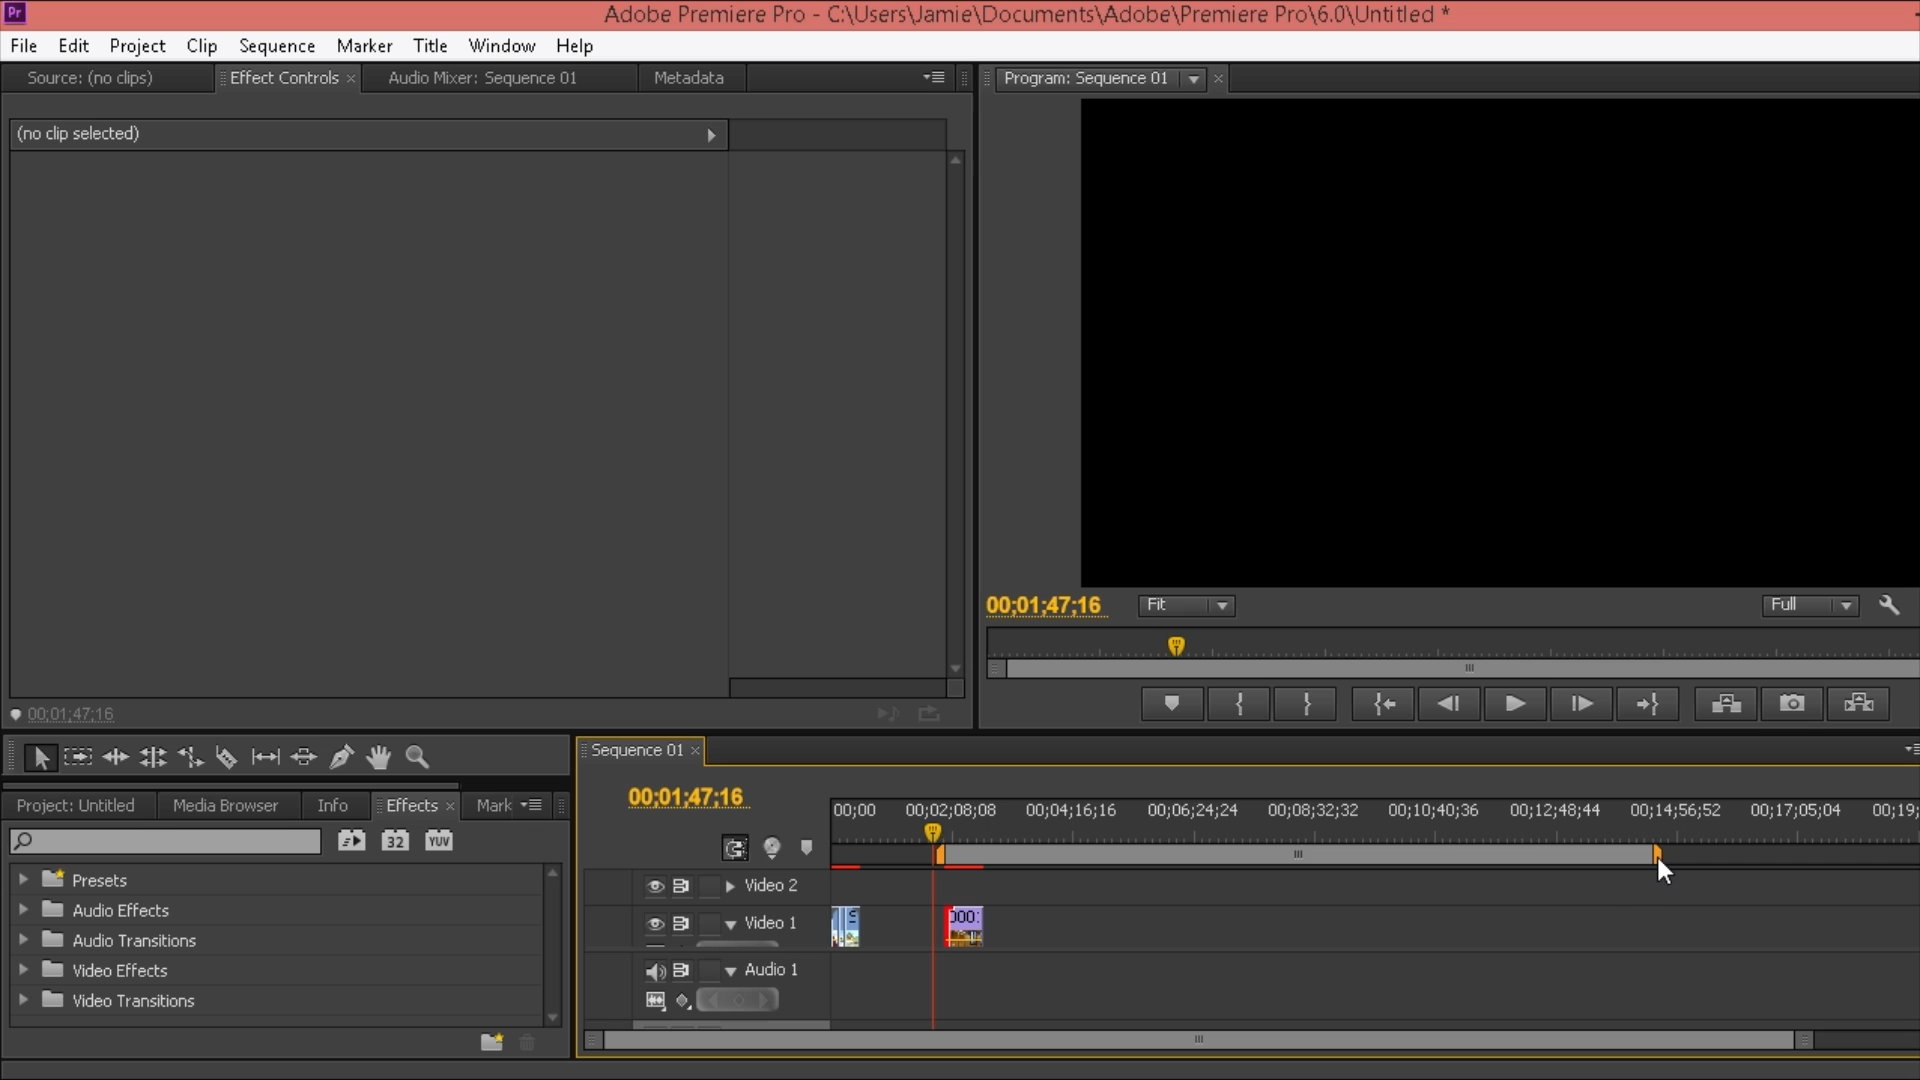 Pr
Adobe Premiere Pro - C:\Users\Jamie\Documents\Adobe\Premiere Pro\6.0\Untitled *
File Edit Project Clip Sequence Marker Title Window Help
Source: (no clips) Effect Controls Audio Mixer: Sequence 01 Metadata
Program: Sequence 01
(no clip selected)
00;01;47;16 Fit Full
00;01;47;16
Sequence 01
00;01;47;16
00;00 00;02;08;08 00;04;16;16 00;06;24;24 00;08;32;32 00;10;40;36 00;12;48;44 00;14;56;52 00;17;05;04 00;19;
Project: Untitled Media Browser Info Effects Mark
32 YUV
Presets
Audio Effects
Audio Transitions
Video Effects
Video Transitions
Video 2
Video 1
S 000:
Audio 1